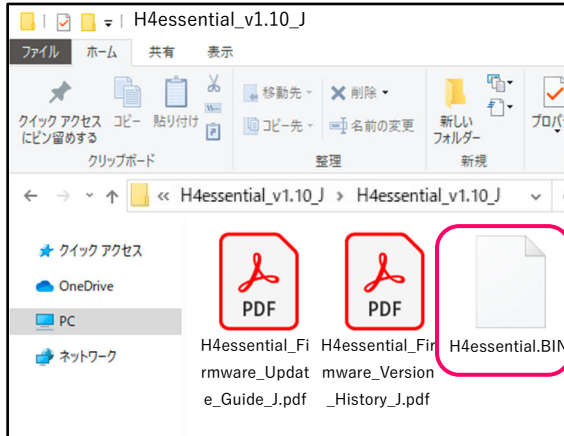 H4essential_v1.10_J
ファイル ホーム 共有 表示
クイック アクセス
にピン留めする
コピー
貼り付け
移動先
コピー先
削除
名前の変更
新しい
フォルダー
クリップボード 整理 新規
« H4essential_v1.10_J › H4essential_v1.10_J
クイック アクセス
OneDrive
PC
ネットワーク
PDF
H4essential_Fi
rmware_Updat
e_Guide_J.pdf
PDF
H4essential_Fir
mware_Version
_History_J.pdf
H4essential.BIN